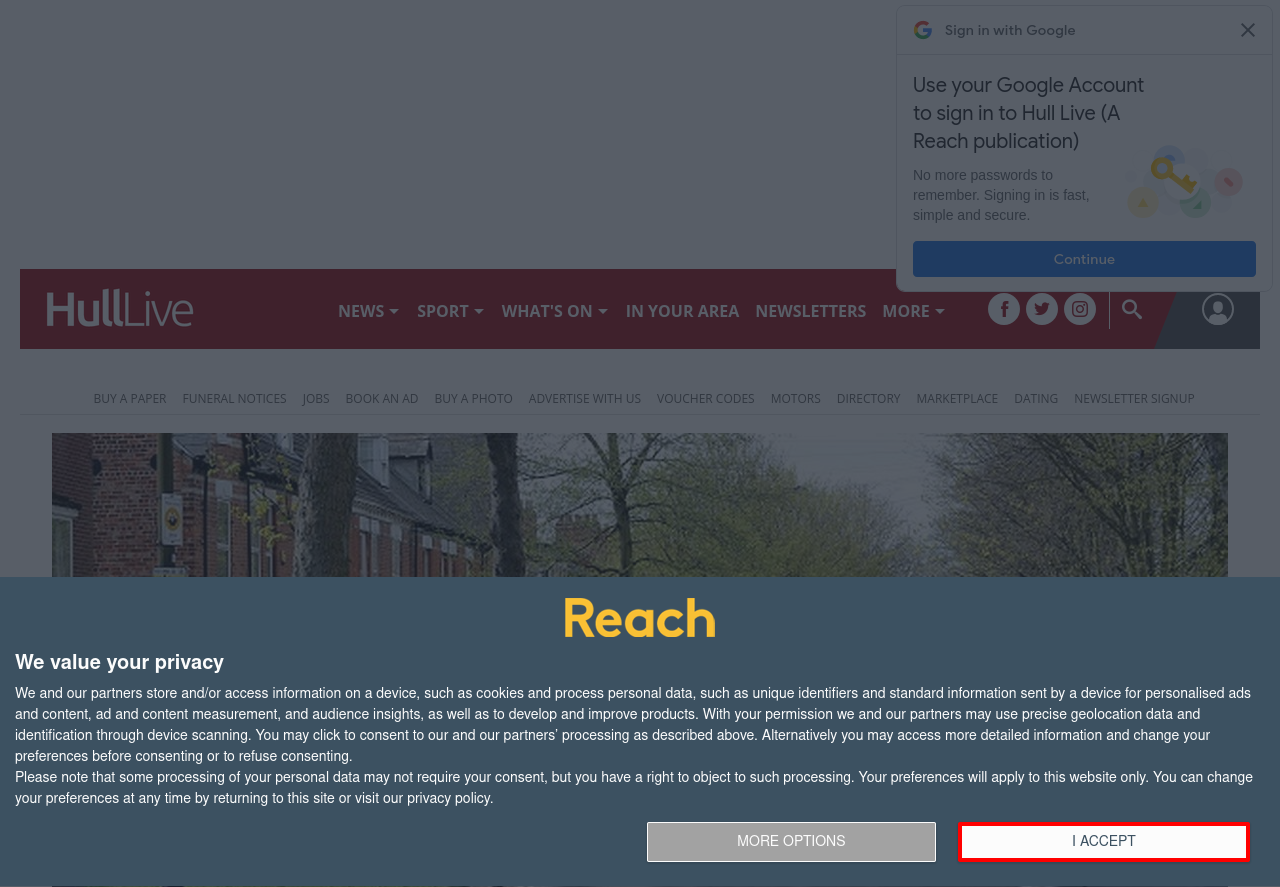 Sign in with Google
Use your Google Account
to sign in to Hull Live (A
Reach publication)
No more passwords to
remember. Signing in is fast,
simple and secure.
Continue
HullLive
NEWS SPORT WHAT'S ON IN YOUR AREA NEWSLETTERS MORE
BUY A PAPER FUNERAL NOTICES JOBS BOOK AN AD BUY A PHOTO ADVERTISE WITH US VOUCHER CODES MOTORS DIRECTORY MARKETPLACE DATING NEWSLETTER SIGNUP
Reach
We value your privacy
We and our partners store and/or access information on a device, such as cookies and process personal data, such as unique identifiers and standard information sent by a device for personalised ads
and content, ad and content measurement, and audience insights, as well as to develop and improve products. With your permission we and our partners may use precise geolocation data and
identification through device scanning. You may click to consent to our and our partners’ processing as described above. Alternatively you may access more detailed information and change your
preferences before consenting or to refuse consenting.
Please note that some processing of your personal data may not require your consent, but you have a right to object to such processing. Your preferences will apply to this website only. You can change
your preferences at any time by returning to this site or visit our privacy policy.
MORE OPTIONS I ACCEPT